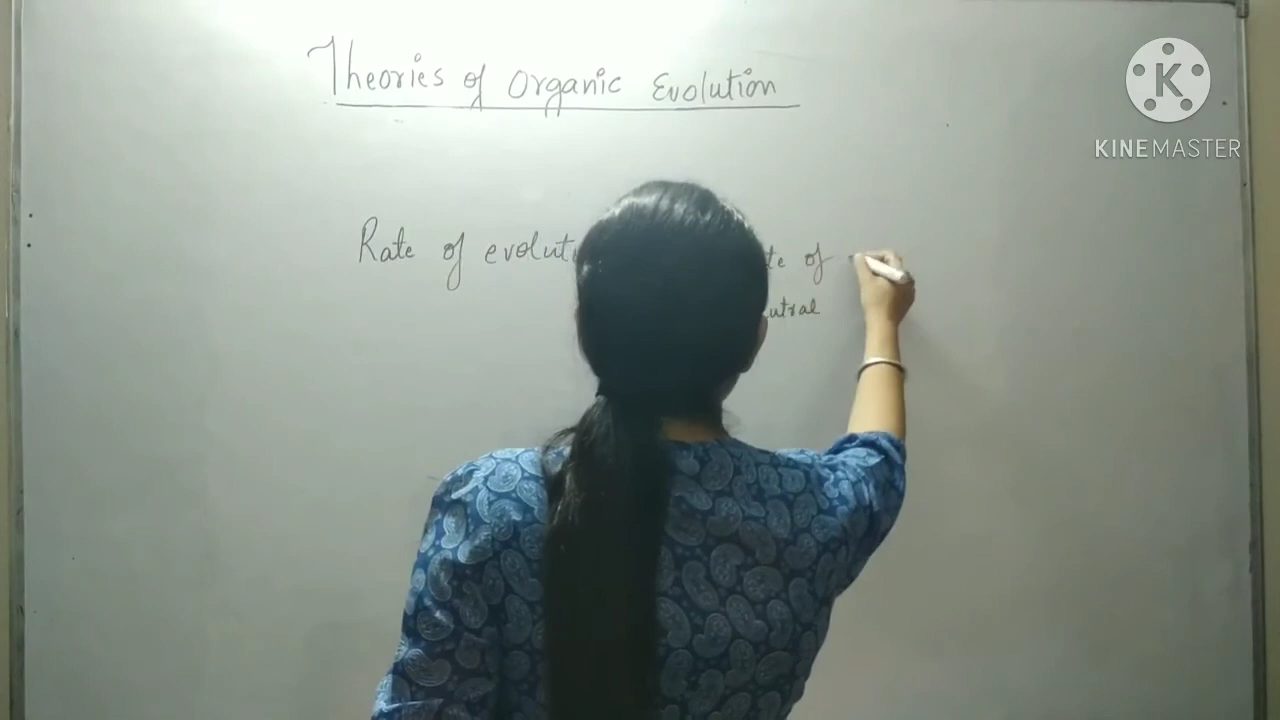 Theories of Organic Evolution
KINEMASTER
Rate of evolut
te of
utral